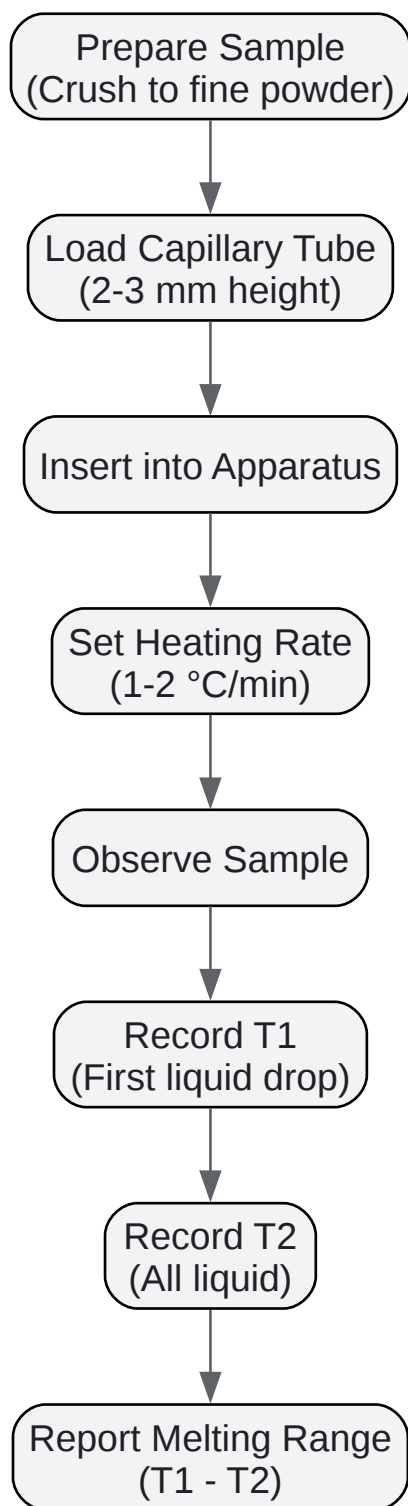 Prepare Sample
(Crush to fine powder)
Load Capillary Tube
(2-3 mm height)
Insert into Apparatus
Set Heating Rate
(1-2 °C/min)
Observe Sample
Record T1
(First liquid drop)
Record T2
(All liquid)
Report Melting Range
(T1 - T2)